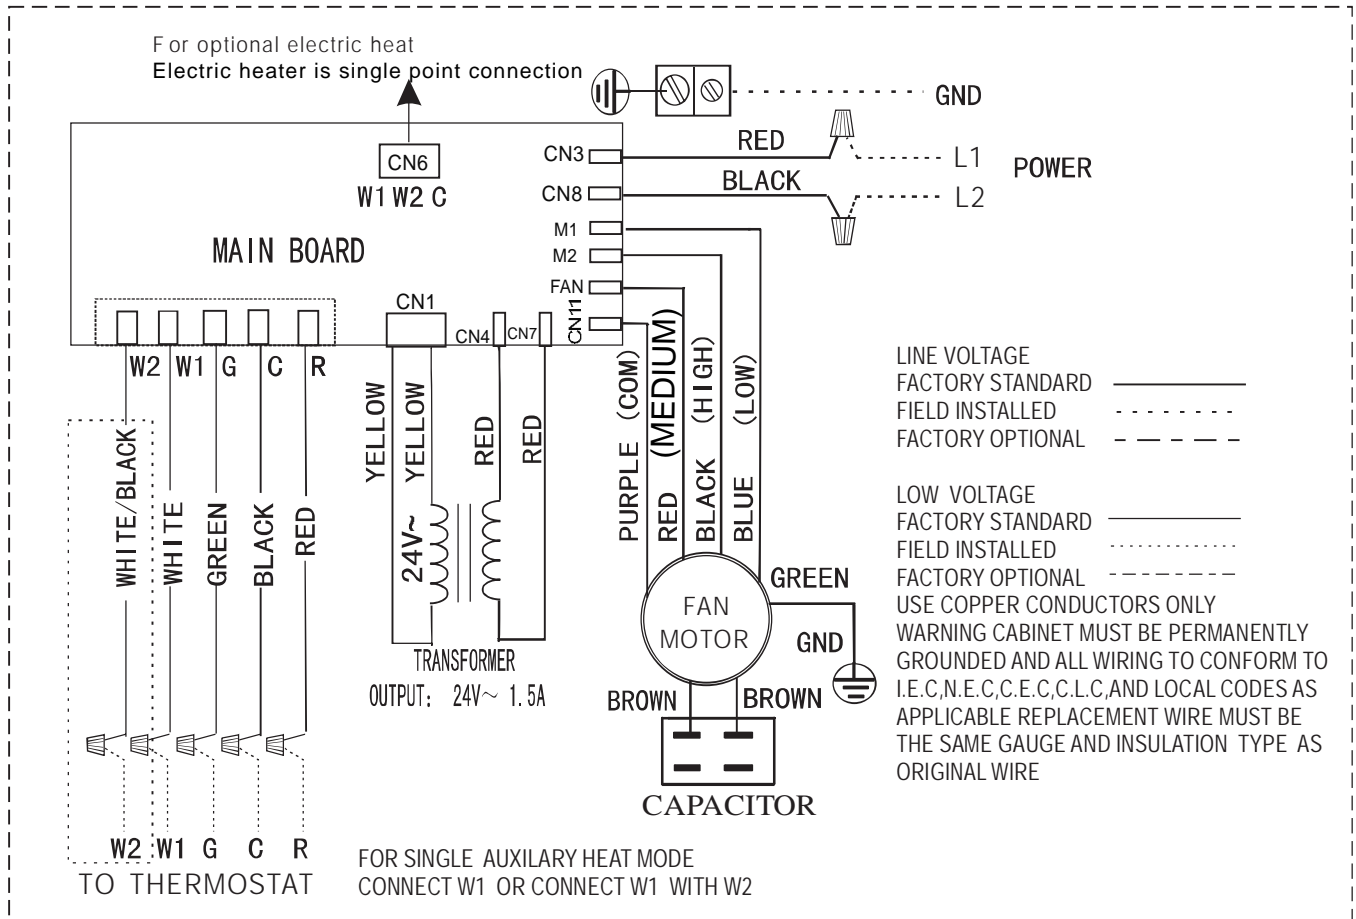 For optional electric heat
Electric heater is single point connection
GND
RED
L1
POWER
BLACK
L2
CN3
CN8
CN6
W1 W2 C
M1
M2
MAIN BOARD
FAN
CN11
CN1
CN4
CN7
W2 W1 G C R
WHITE/BLACK
WHITE
GREEN
BLACK
RED
YELLOW
YELLOW
RED
RED
24V~
TRANSFORMER
OUTPUT: 24V~ 1.5A
PURPLE (COM)
RED (MEDIUM)
BLACK (HIGH)
BLUE (LOW)
FAN
MOTOR
GREEN
GND
BROWN
BROWN
CAPACITOR
LINE VOLTAGE
FACTORY STANDARD
FIELD INSTALLED
FACTORY OPTIONAL
LOW VOLTAGE
FACTORY STANDARD
FIELD INSTALLED
FACTORY OPTIONAL
USE COPPER CONDUCTORS ONLY
WARNING CABINET MUST BE PERMANENTLY
GROUNDED AND ALL WIRING TO CONFORM TO
I.E.C,N.E.C,C.E.C,C.L.C,AND LOCAL CODES AS
APPLICABLE REPLACEMENT WIRE MUST BE
THE SAME GAUGE AND INSULATION TYPE AS
ORIGINAL WIRE
W2 W1 G C R
TO THERMOSTAT
FOR SINGLE AUXILARY HEAT MODE
CONNECT W1 OR CONNECT W1 WITH W2